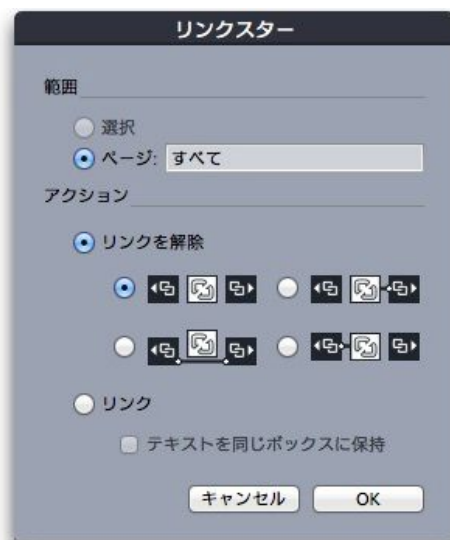 リンクスター
範囲
選択
ページ: すべて
アクション
リンクを解除
リンク
テキストを同じボックスに保持
キャンセル OK